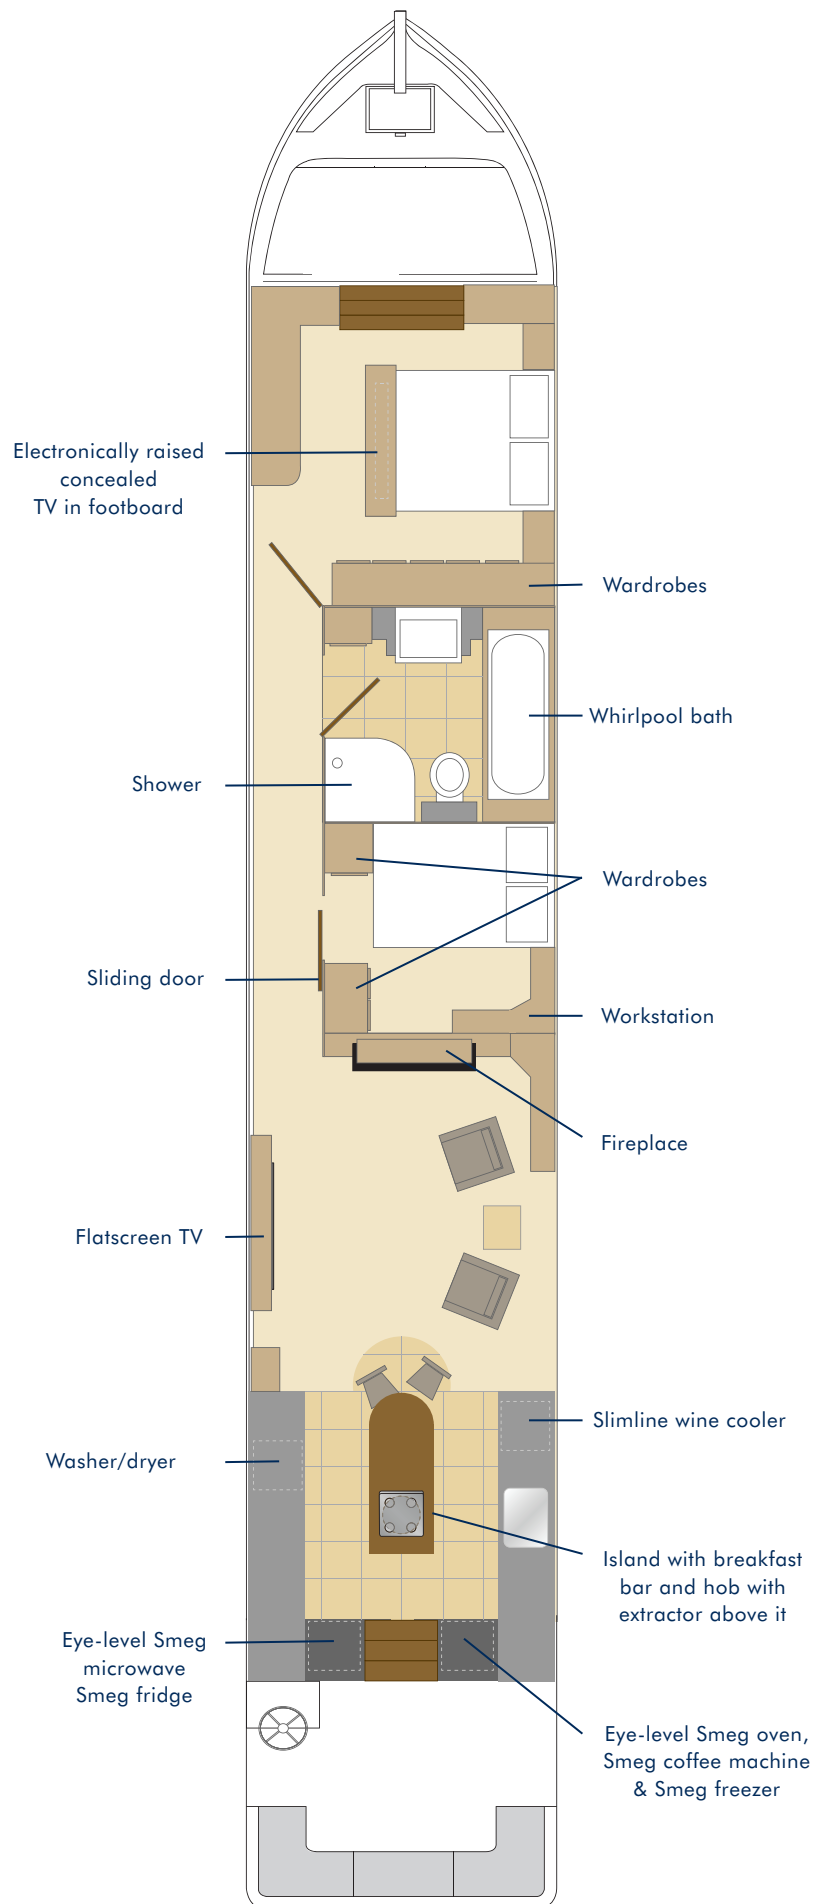 Electronically raised
concealed
TV in footboard
Wardrobes
Whirlpool bath
Shower
Wardrobes
Sliding door
Workstation
Fireplace
Flatscreen TV
Slimline wine cooler
Washer/dryer
Island with breakfast
bar and hob with
extractor above it
Eye-level Smeg
microwave
Smeg fridge
Eye-level Smeg oven,
Smeg coffee machine
& Smeg freezer